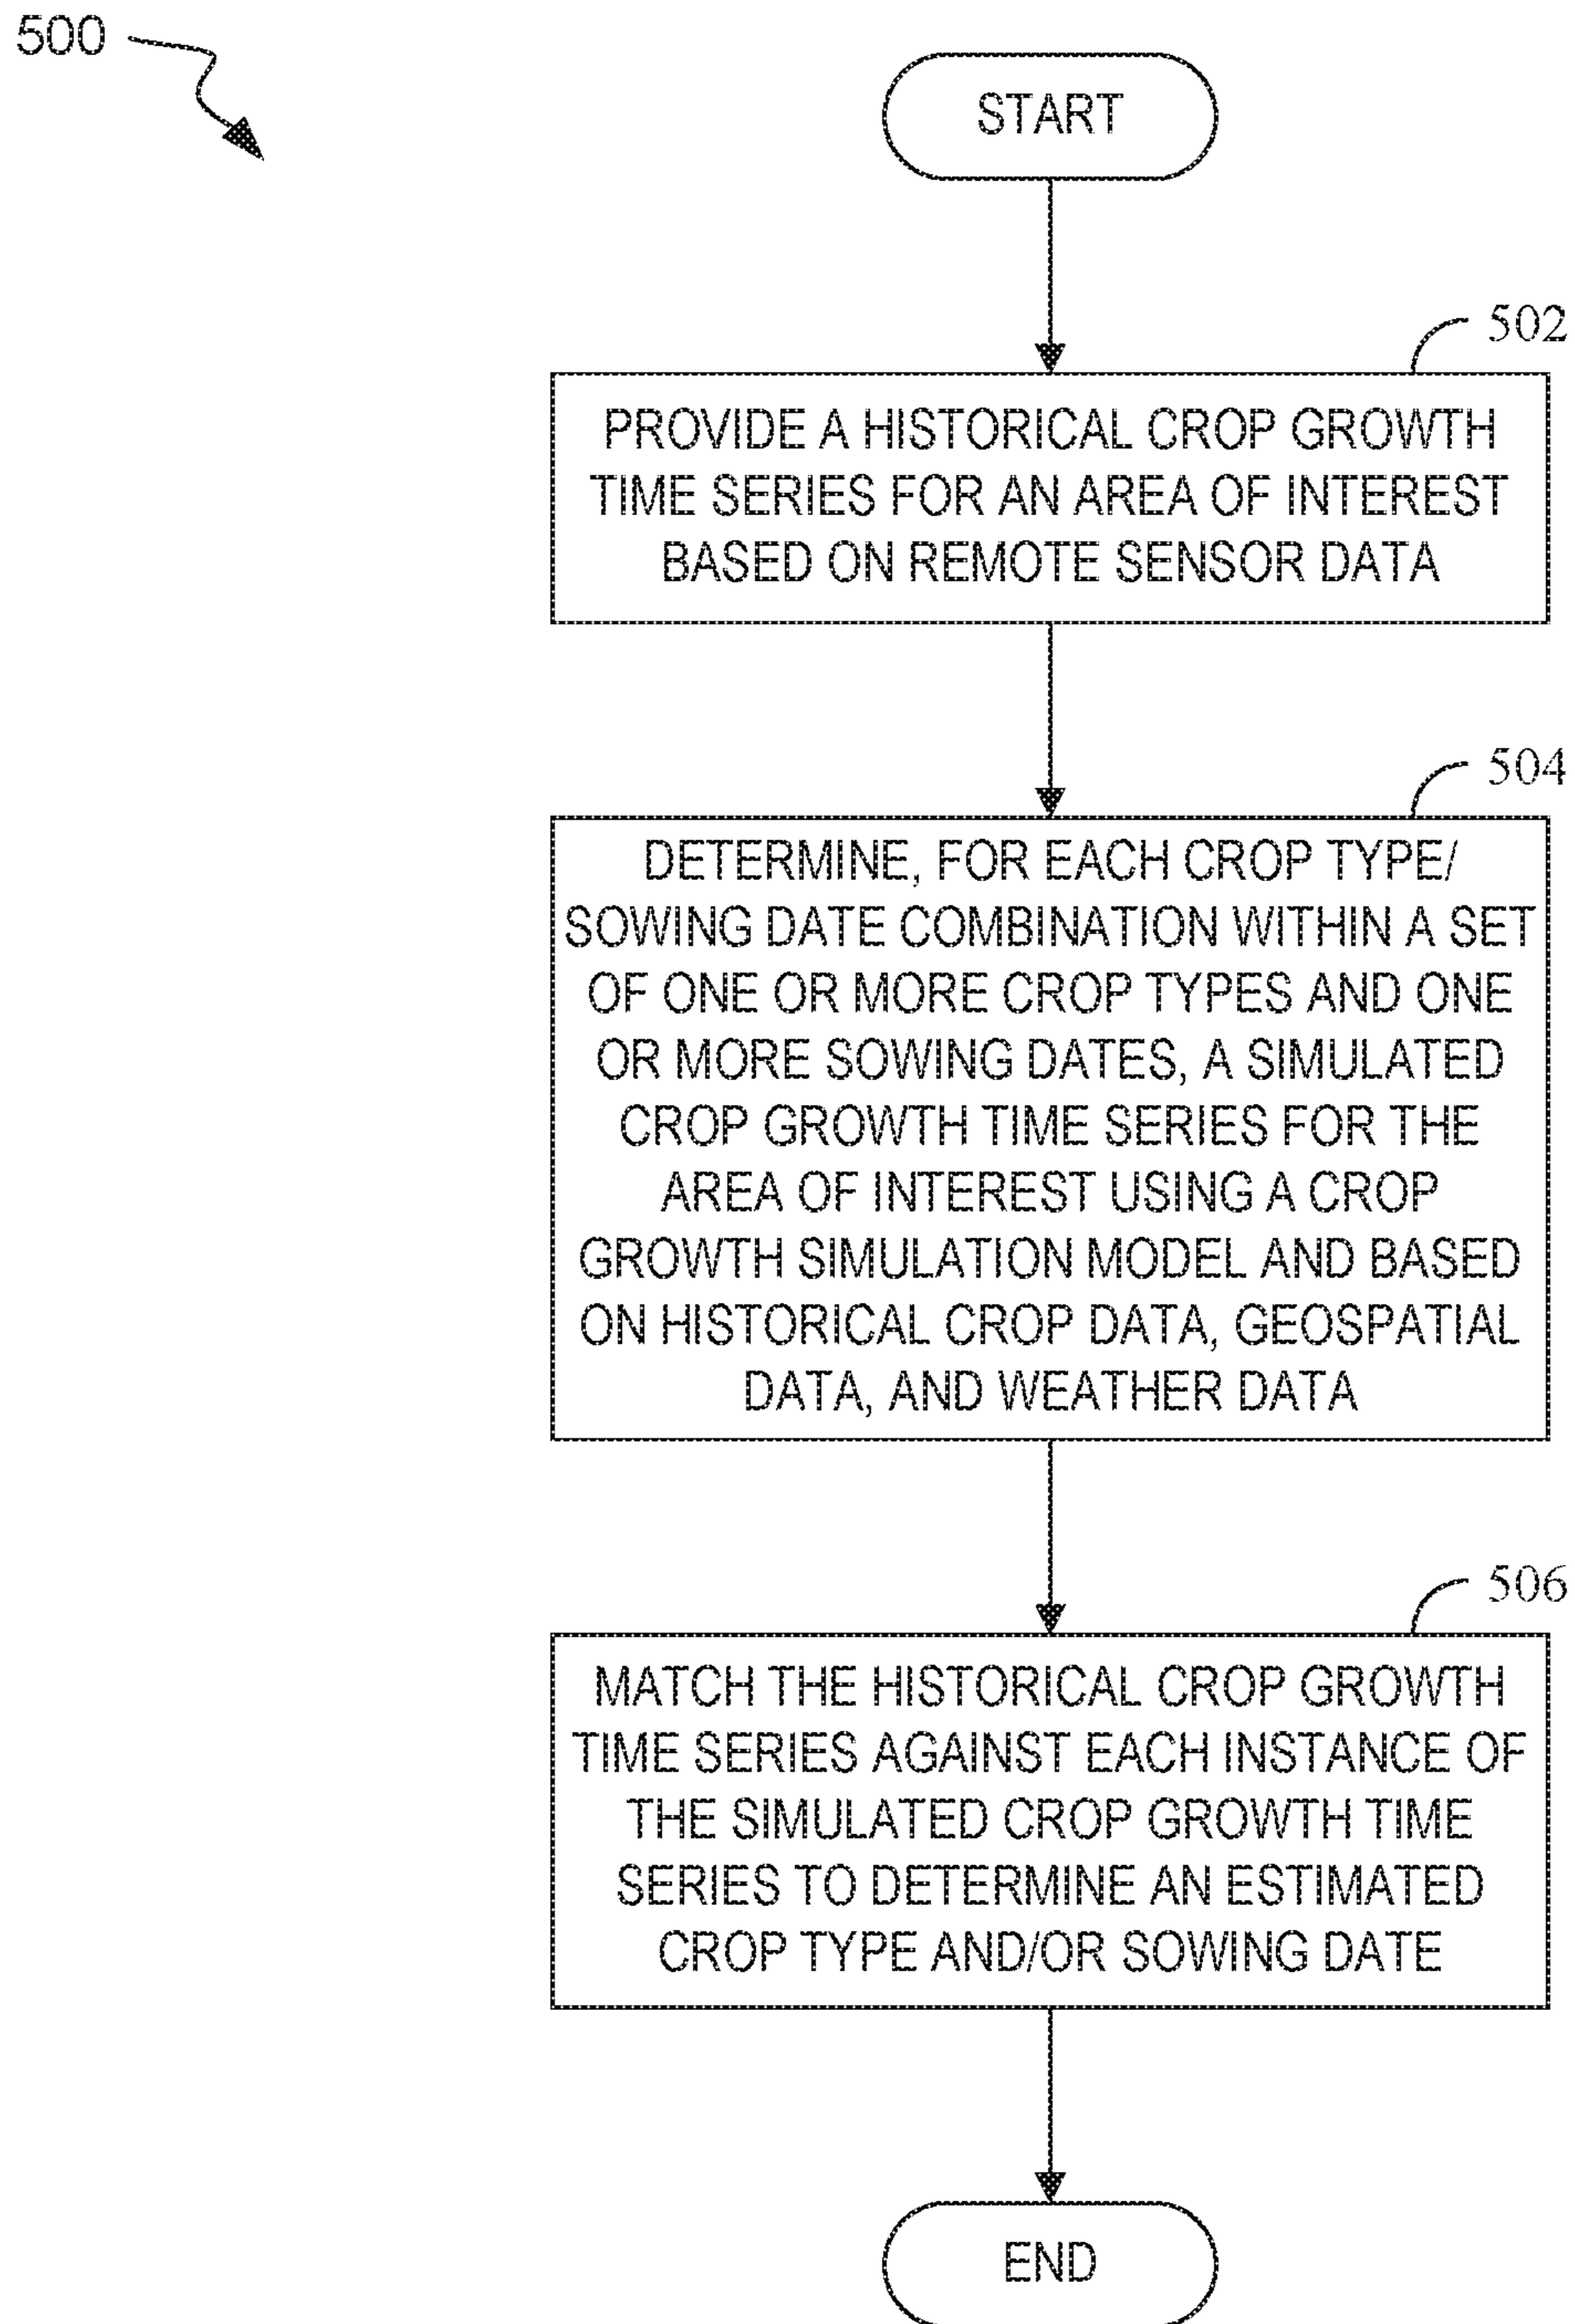 500
START
502
PROVIDE A HISTORICAL CROP GROWTH
TIME SERIES FOR AN AREA OF INTEREST
BASED ON REMOTE SENSOR DATA
504
DETERMINE, FOR EACH CROP TYPE/
SOWING DATE COMBINATION WITHIN A SET
OF ONE OR MORE CROP TYPES AND ONE
OR MORE SOWING DATES, A SIMULATED
CROP GROWTH TIME SERIES FOR THE
AREA OF INTEREST USING A CROP
GROWTH SIMULATION MODEL AND BASED
ON HISTORICAL CROP DATA, GEOSPATIAL
DATA, AND WEATHER DATA
506
MATCH THE HISTORICAL CROP GROWTH
TIME SERIES AGAINST EACH INSTANCE OF
THE SIMULATED CROP GROWTH TIME
SERIES TO DETERMINE AN ESTIMATED
CROP TYPE AND/OR SOWING DATE
END